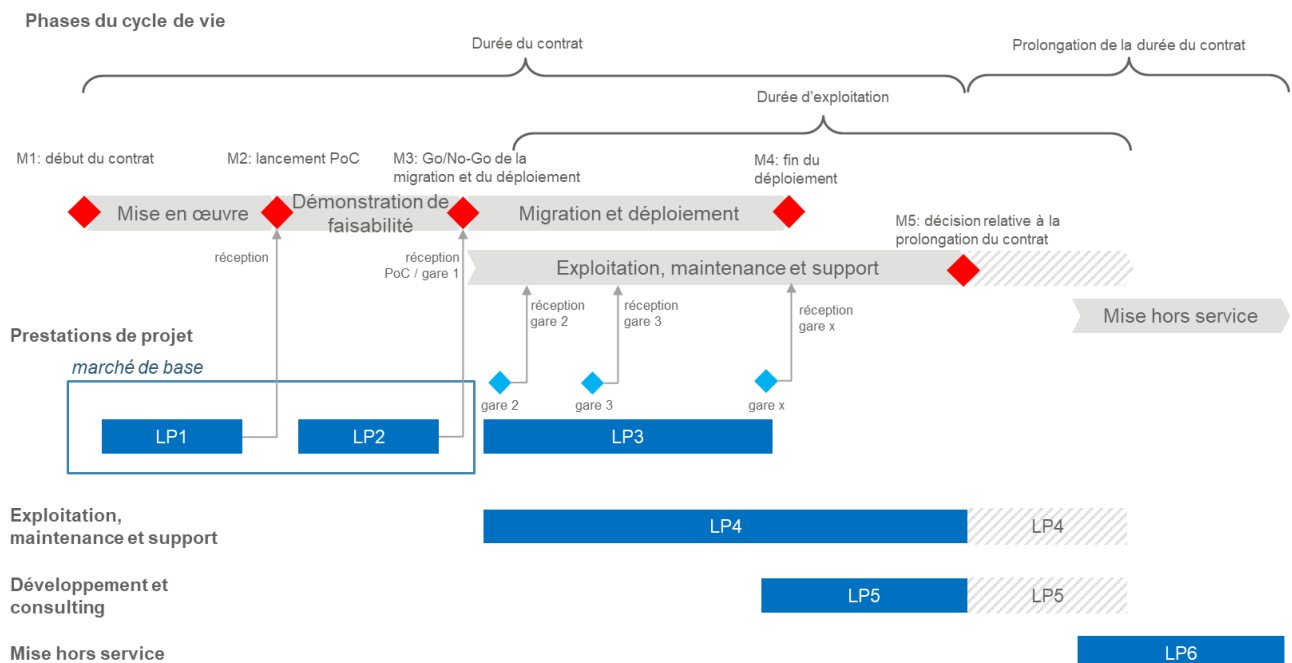 Phases du cycle de vie
Durée du contrat
Prolongation de la durée du contrat
Durée d'exploitation
M1: début du contrat
M2: lancement PoC
M3: Go/No-Go de la
migration et du déploiement
M4: fin du
déploiement
Mise en œuvre
Démonstration de
faisabilité
Migration et déploiement
M5: décision relative à la
prolongation du contrat
réception
réception
PoC / gare 1
Exploitation, maintenance et support
réception
gare 2
réception
gare 3
réception
gare x
Mise hors service
Prestations de projet
marché de base
gare 2
gare 3
gare x
LP1
LP2
LP3
Exploitation,
maintenance et support
LP4
LP4
Développement et
consulting
LP5
LP5
Mise hors service
LP6